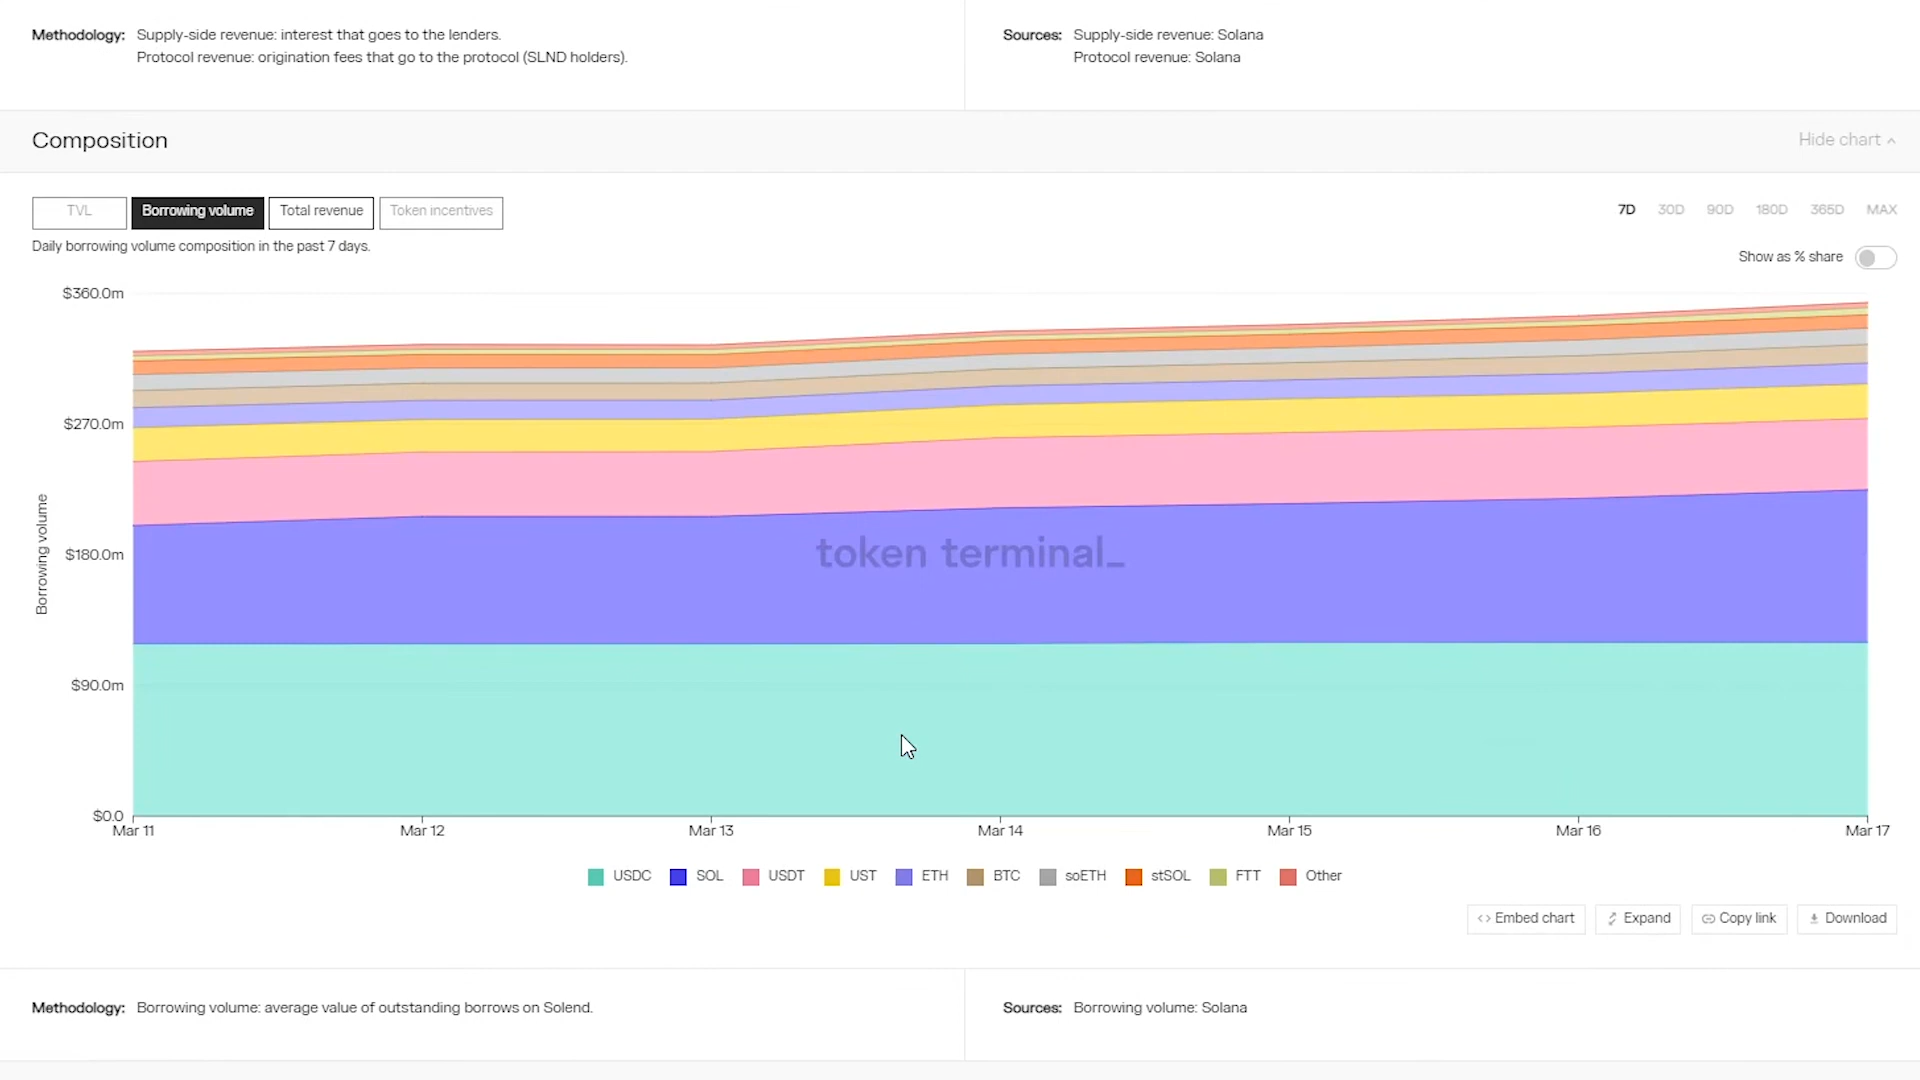 Methodology: Supply-side revenue: interest that goes to the lenders.
Protocol revenue: origination fees that go to the protocol (SLND holders).
Sources: Supply-side revenue: Solana
Protocol revenue: Solana
Composition
Hide chart
TVL
Borrowing volume
Total revenue
Token incentives
7D 30D 90D 180D 365D MAX
Daily borrowing volume composition in the past 7 days.
Show as % share
Borrowing volume
$360.0m
$270.0m
$180.0m
$90.0m
$0.0
token terminal_
Mar 11 Mar 12 Mar 13 Mar 14 Mar 15 Mar 16 Mar 17
USDC SOL USDT UST ETH BTC soETH stSOL FTT Other
<> Embed chart Expand Copy link Download
Methodology: Borrowing volume: average value of outstanding borrows on Solend.
Sources: Borrowing volume: Solana